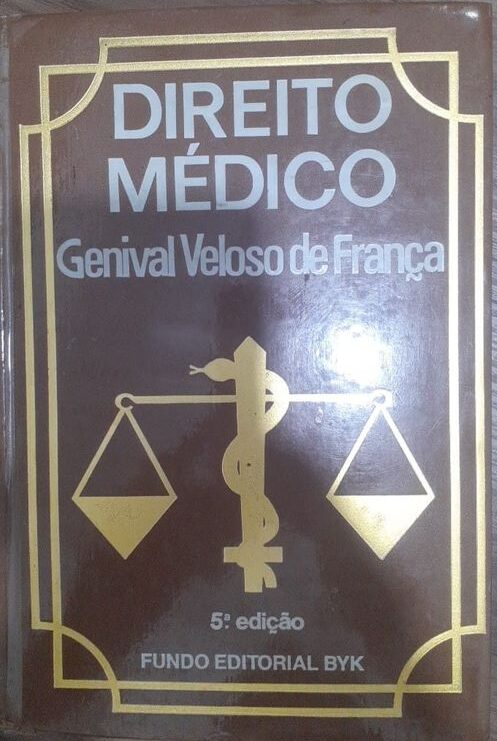 DIREITO
MÉDICO
Genival Veloso de França
5ª edição
FUNDO EDITORIAL BYK